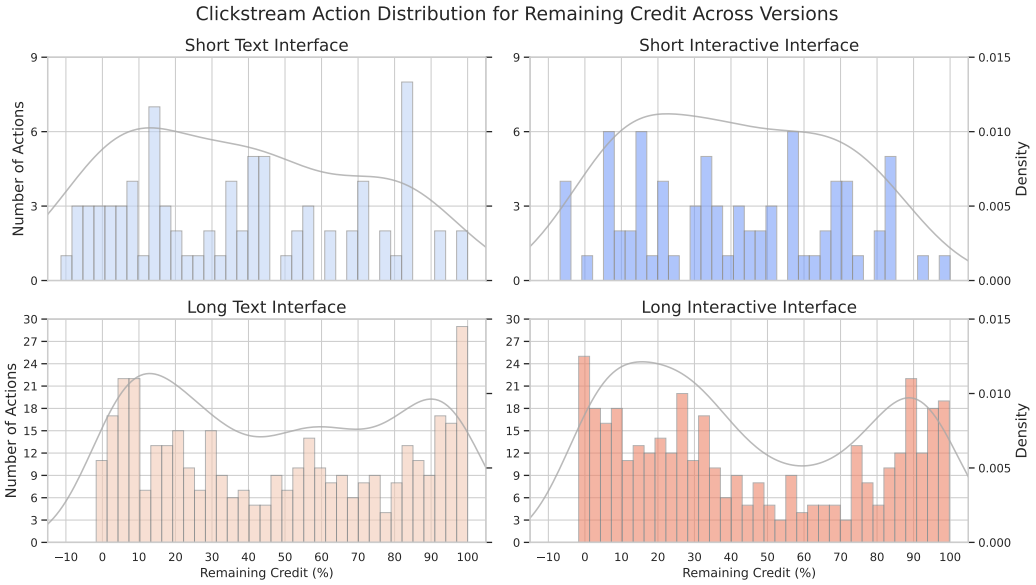 Clickstream Action Distribution for Remaining Credit Across Versions
Short Text Interface
Short Interactive Interface
Number of Actions
9
6
3
0
9
6
3
0
0.015
0.010
0.005
0.000
Density
Long Text Interface
Long Interactive Interface
Number of Actions
30
27
24
21
18
15
12
9
6
3
0
30
27
24
21
18
15
12
9
6
3
0
0.015
0.010
0.005
0.000
Density
−10 0 10 20 30 40 50 60 70 80 90 100
−10 0 10 20 30 40 50 60 70 80 90 100
Remaining Credit (%)
Remaining Credit (%)